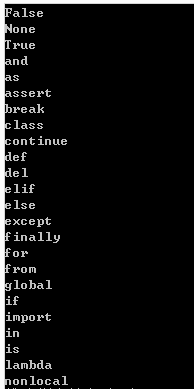 False
None
True
and
as
assert
break
class
continue
def
del
elif
else
except
finally
for
from
global
if
import
in
is
lambda
nonlocal